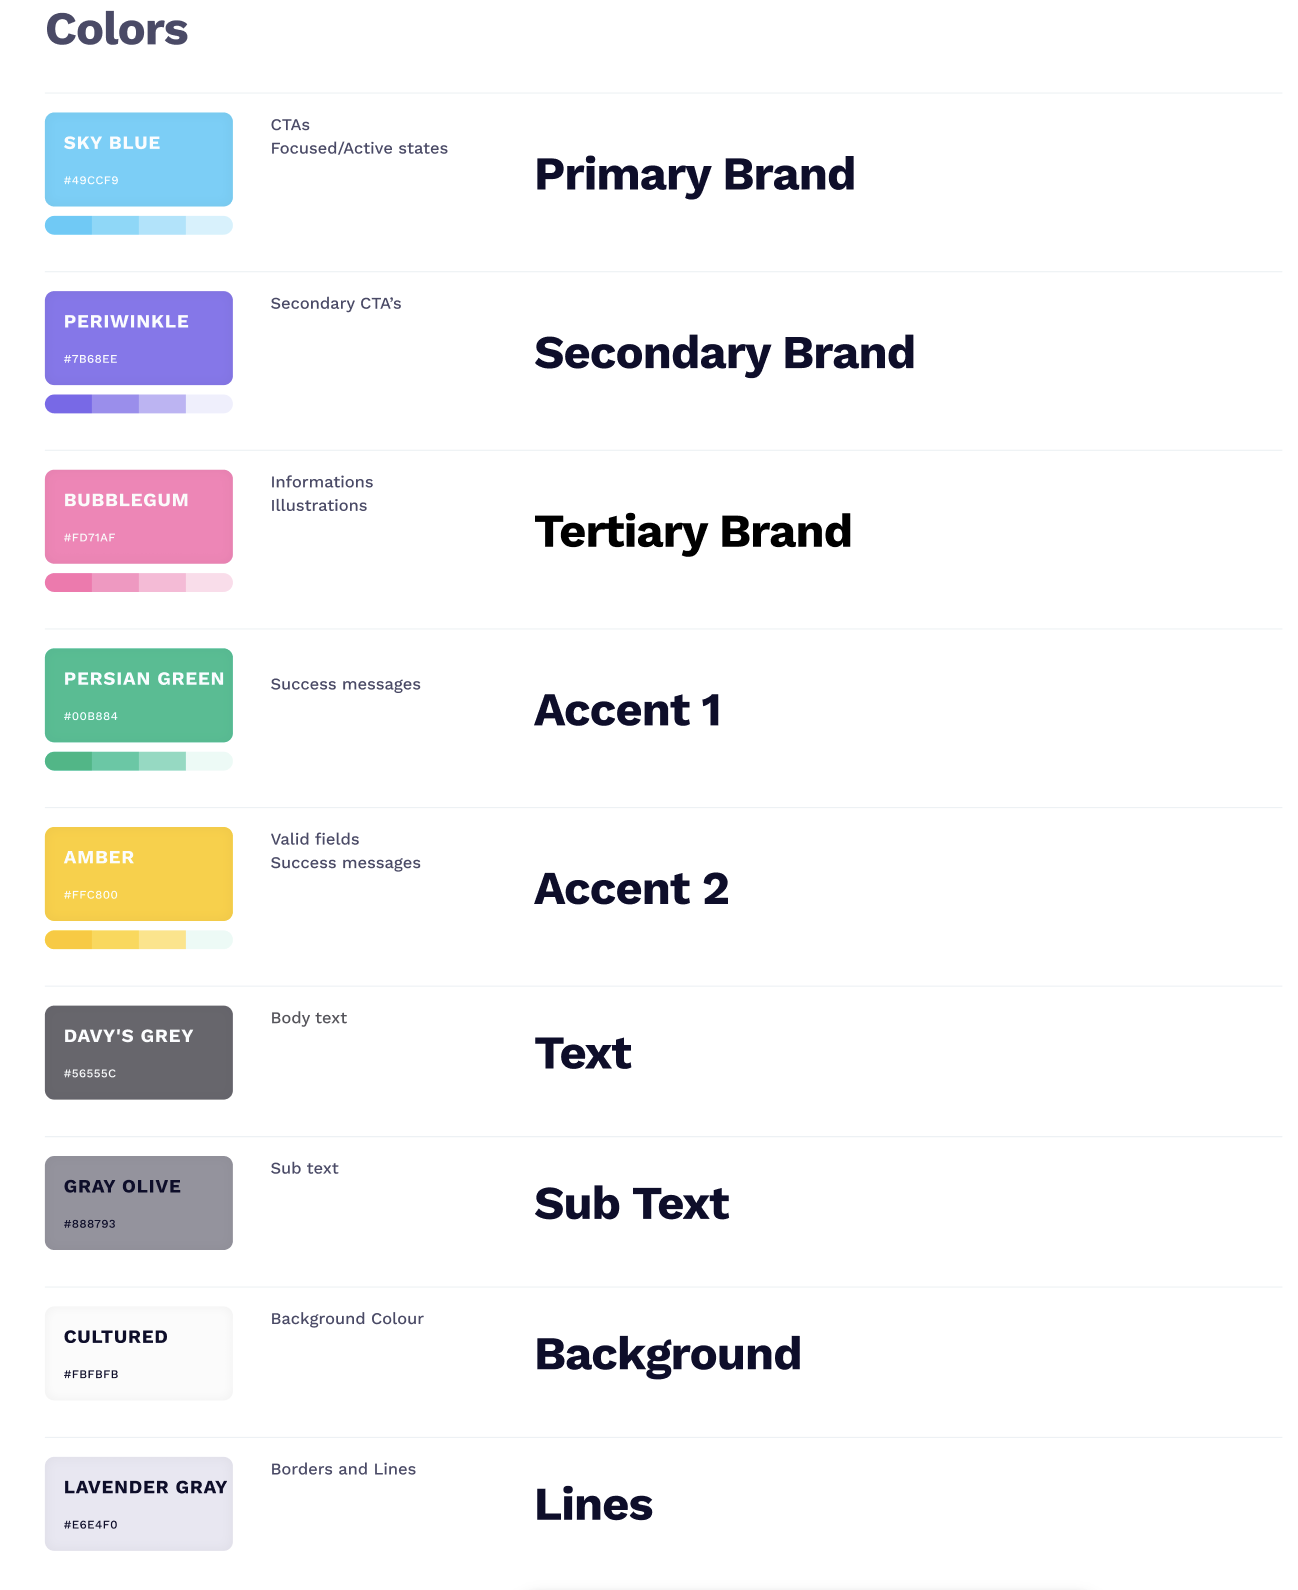 Colors
SKY BLUE
#49CCF9
CTAs
Focused/Active states
Primary Brand
PERIWINKLE
#7B68EE
Secondary CTA’s
Secondary Brand
BUBBLEGUM
#FD71AF
Informations
Illustrations
Tertiary Brand
PERSIAN GREEN
#00B884
Success messages
Accent 1
AMBER
#FFC800
Valid fields
Success messages
Accent 2
DAVY'S GREY
#56555C
Body text
Text
GRAY OLIVE
#888793
Sub text
Sub Text
CULTURED
#FBFBFB
Background Colour
Background
LAVENDER GRAY
#E6E4F0
Borders and Lines
Lines